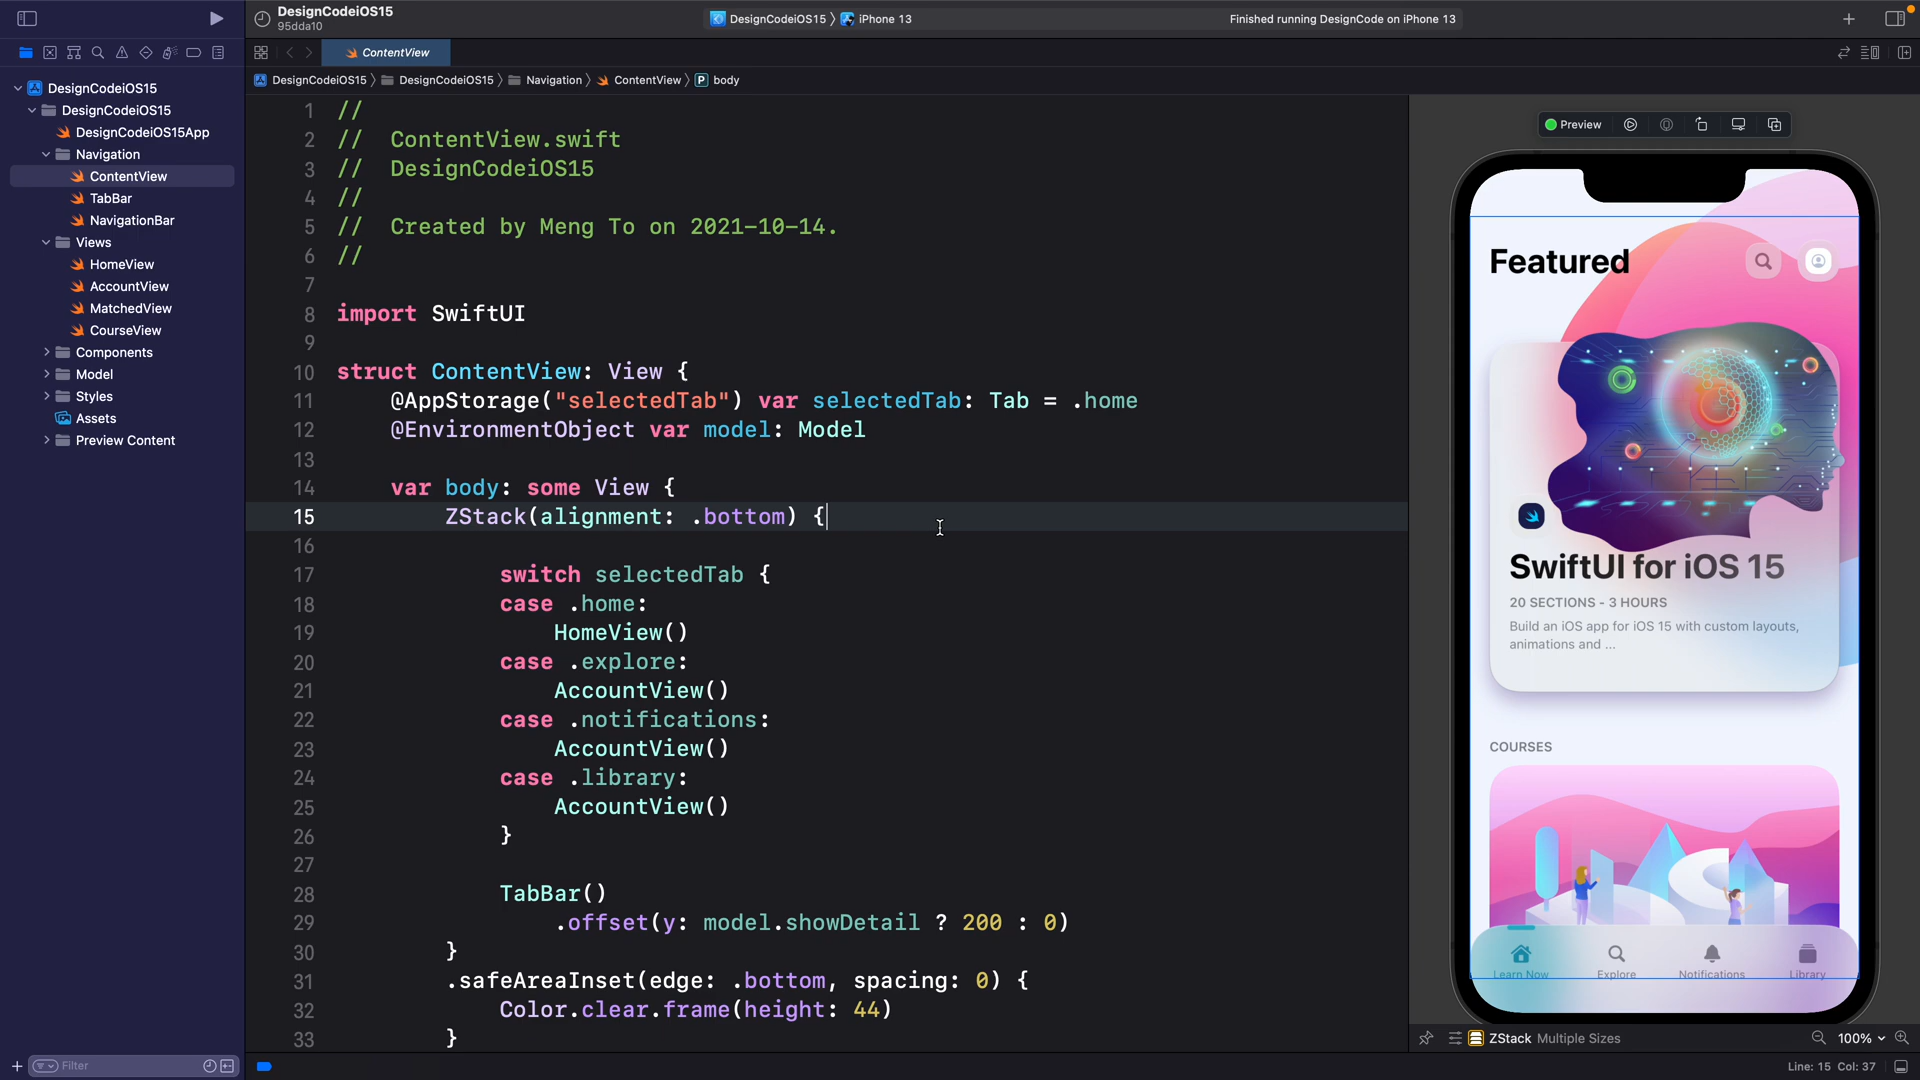 DesignCodeiOS15
95dda10
DesignCodeiOS15 〉 iPhone 13
Finished running DesignCode on iPhone 13
ContentView
DesignCodeiOS15 〉 DesignCodeiOS15 〉 Navigation 〉 ContentView 〉 P body
DesignCodeiOS15
DesignCodeiOS15
DesignCodeiOS15App
Navigation
ContentView
TabBar
NavigationBar
Views
HomeView
AccountView
MatchedView
CourseView
Components
Model
Styles
Assets
Preview Content
Filter
1 //
2 //  ContentView.swift
3 //  DesignCodeiOS15
4 //
5 //  Created by Meng To on 2021-10-14.
6 //
7
8 import SwiftUI
9
10 struct ContentView: View {
11     @AppStorage("selectedTab") var selectedTab: Tab = .home
12     @EnvironmentObject var model: Model
13
14     var body: some View {
15         ZStack(alignment: .bottom) {
16
17             switch selectedTab {
18             case .home:
19                 HomeView()
20             case .explore:
21                 AccountView()
22             case .notifications:
23                 AccountView()
24             case .library:
25                 AccountView()
26             }
27
28             TabBar()
29                 .offset(y: model.showDetail ? 200 : 0)
30         }
31         .safeAreaInset(edge: .bottom, spacing: 0) {
32             Color.clear.frame(height: 44)
33         }
Preview
Featured
SwiftUI for iOS 15
20 SECTIONS - 3 HOURS
Build an iOS app for iOS 15 with custom layouts,
animations and ...
COURSES
Learn Now
Explore
Notifications
Library
ZStack Multiple Sizes
100%
Line: 15 Col: 37